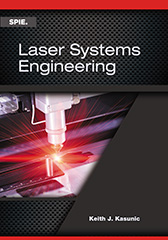 SPIE.
Laser Systems
Engineering
Keith J. Kasunic